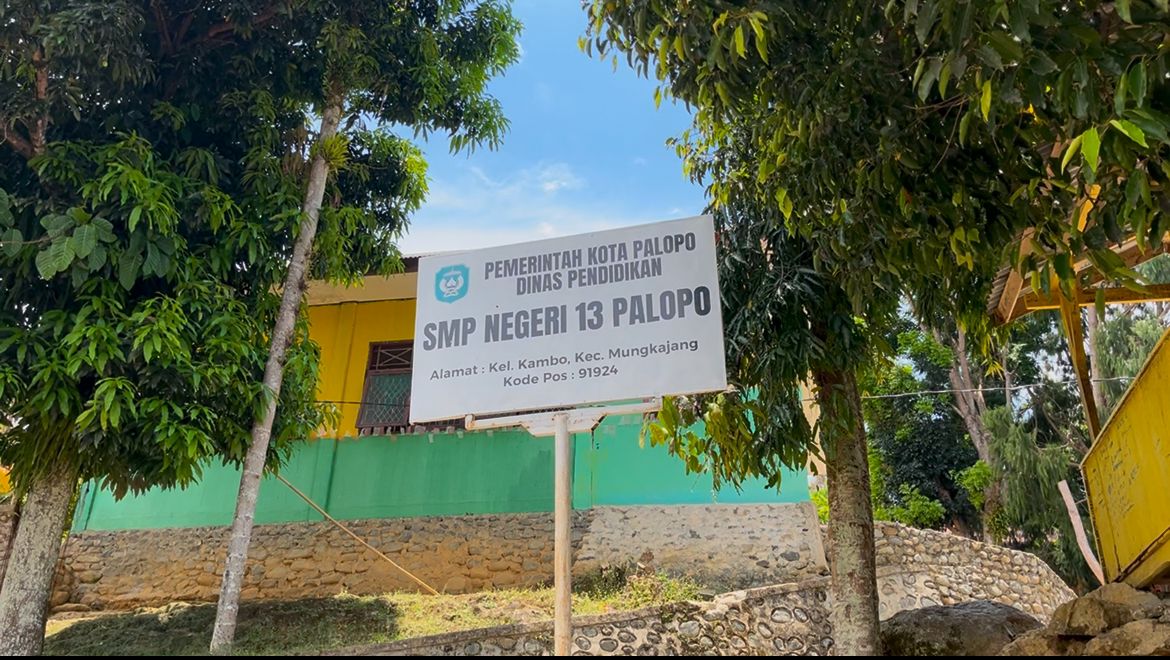 PEMERINTAH KOTA PALOPO
DINAS PENDIDIKAN
SMP NEGERI 13 PALOPO
Alamat : Kel. Kambo, Kec. Mungkajang
Kode Pos : 91924